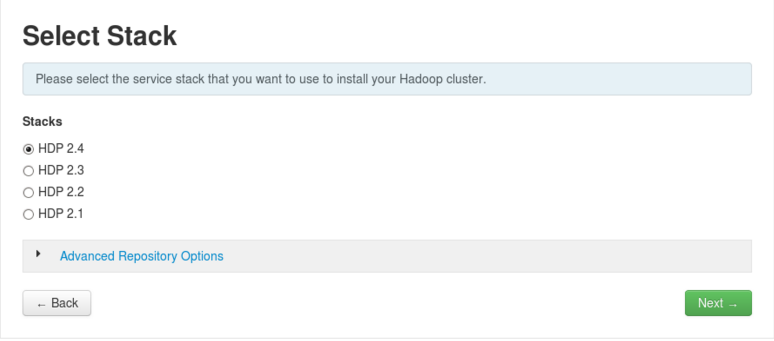 Select Stack
Please select the service stack that you want to use to install your Hadoop cluster.
Stacks
HDP 2.4
HDP 2.3
HDP 2.2
HDP 2.1
Advanced Repository Options
← Back
Next →